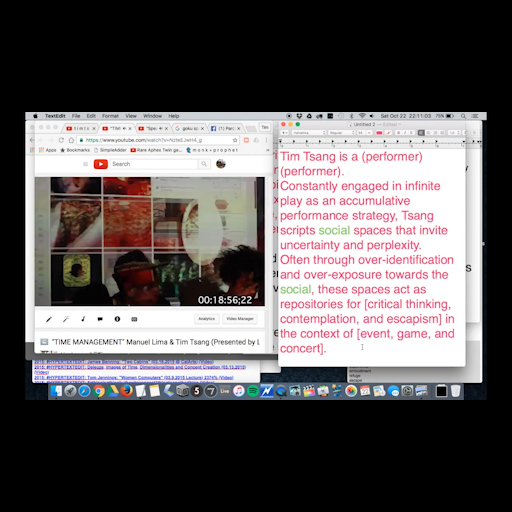 TextEdit File Edit Format View Window Help
Sat Oct 22 22:11:03
https://www.youtube.com/watch?v=
Apps Bookmarks SimpleAdder Rare Aphex Twin
monk+prophet
Search
00:18:56;22
Analytics Video Manager
"TIME MANAGEMENT" Manuel Lima & Tim Tsang (Presented by
Untitled 2
Tim Tsang is a (performer)
(performer).
Constantly engaged in infinite
play as an accumulative
performance strategy, Tsang
scripts social spaces that invite
uncertainty and perplexity.
Often through over-identification
and over-exposure towards the
social, these spaces act as
repositories for [critical thinking,
contemplation, and escapism] in
the context of [event, game, and
concert].
2015: #HYPERTEXTEDIT: Deleuze, Images of Time, Dimensionalities and Concept Creation (02.13.2015)
(Video)
2015: #HYPERTEXTEDIT: Tom Jennings: "Women Computers" (03.9.2015 Lecture) 2374% (Video)